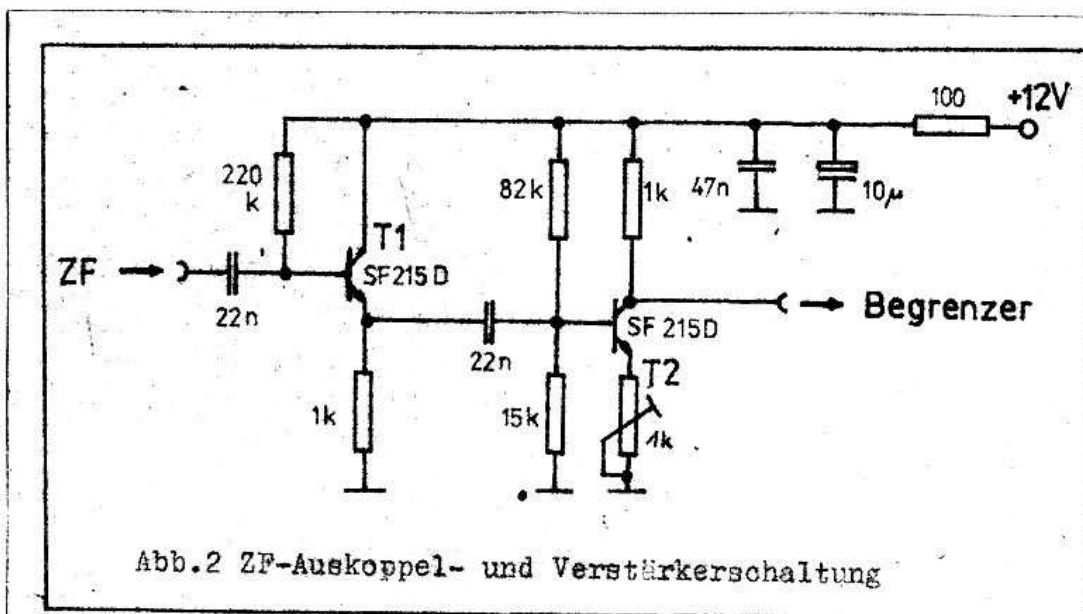 100
+12V
220
k
82k
1k
47n
10µ
T1
ZF
SF215D
22n
SF 215D
Begrenzer
22n
T2
1k
15k
1k
Abb.2 ZF-Auskoppel- und Verstärkerschaltung